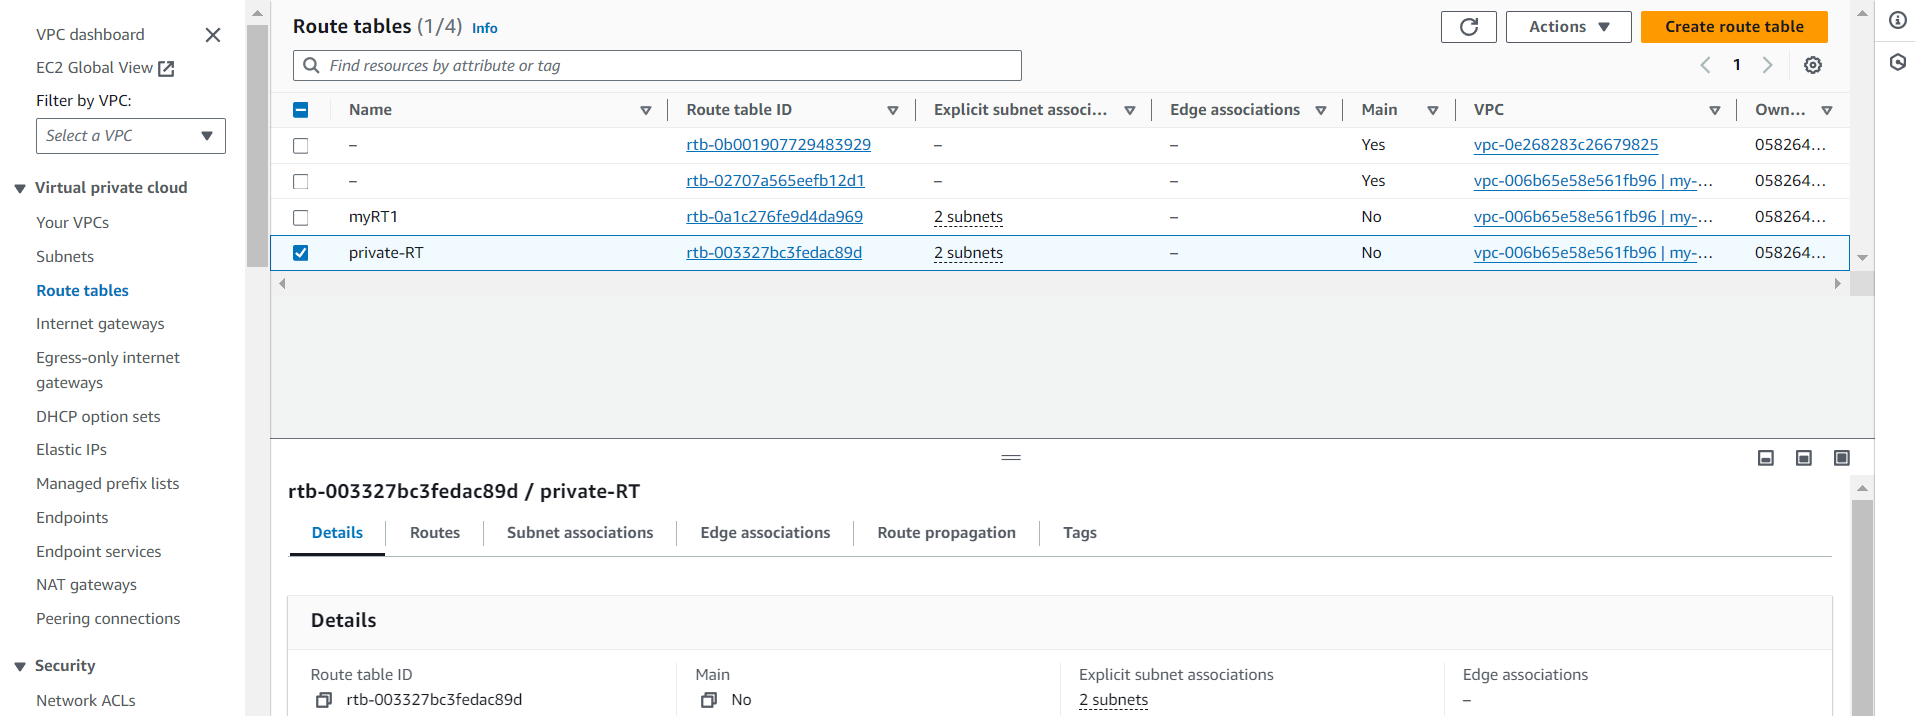 VPC dashboard
EC2 Global View
Filter by VPC:
Select a VPC
Virtual private cloud
Your VPCs
Subnets
Route tables
Internet gateways
Egress-only internet
gateways
DHCP option sets
Elastic IPs
Managed prefix lists
Endpoints
Endpoint services
NAT gateways
Peering connections
Security
Network ACLs
Route tables (1/4) Info
Actions
Create route table
Find resources by attribute or tag
1
Name Route table ID Explicit subnet associ... Edge associations Main VPC Own...
– rtb-0b001907729483929 – – Yes vpc-0e268283c26679825 058264...
– rtb-02707a565eefb12d1 – – Yes vpc-006b65e58e561fb96 | my-... 058264...
myRT1 rtb-0a1c276fe9d4da969 2 subnets – No vpc-006b65e58e561fb96 | my-... 058264...
private-RT rtb-003327bc3fedac89d 2 subnets – No vpc-006b65e58e561fb96 | my-... 058264...
rtb-003327bc3fedac89d / private-RT
Details Routes Subnet associations Edge associations Route propagation Tags
Details
Route table ID Main Explicit subnet associations Edge associations
rtb-003327bc3fedac89d No 2 subnets –